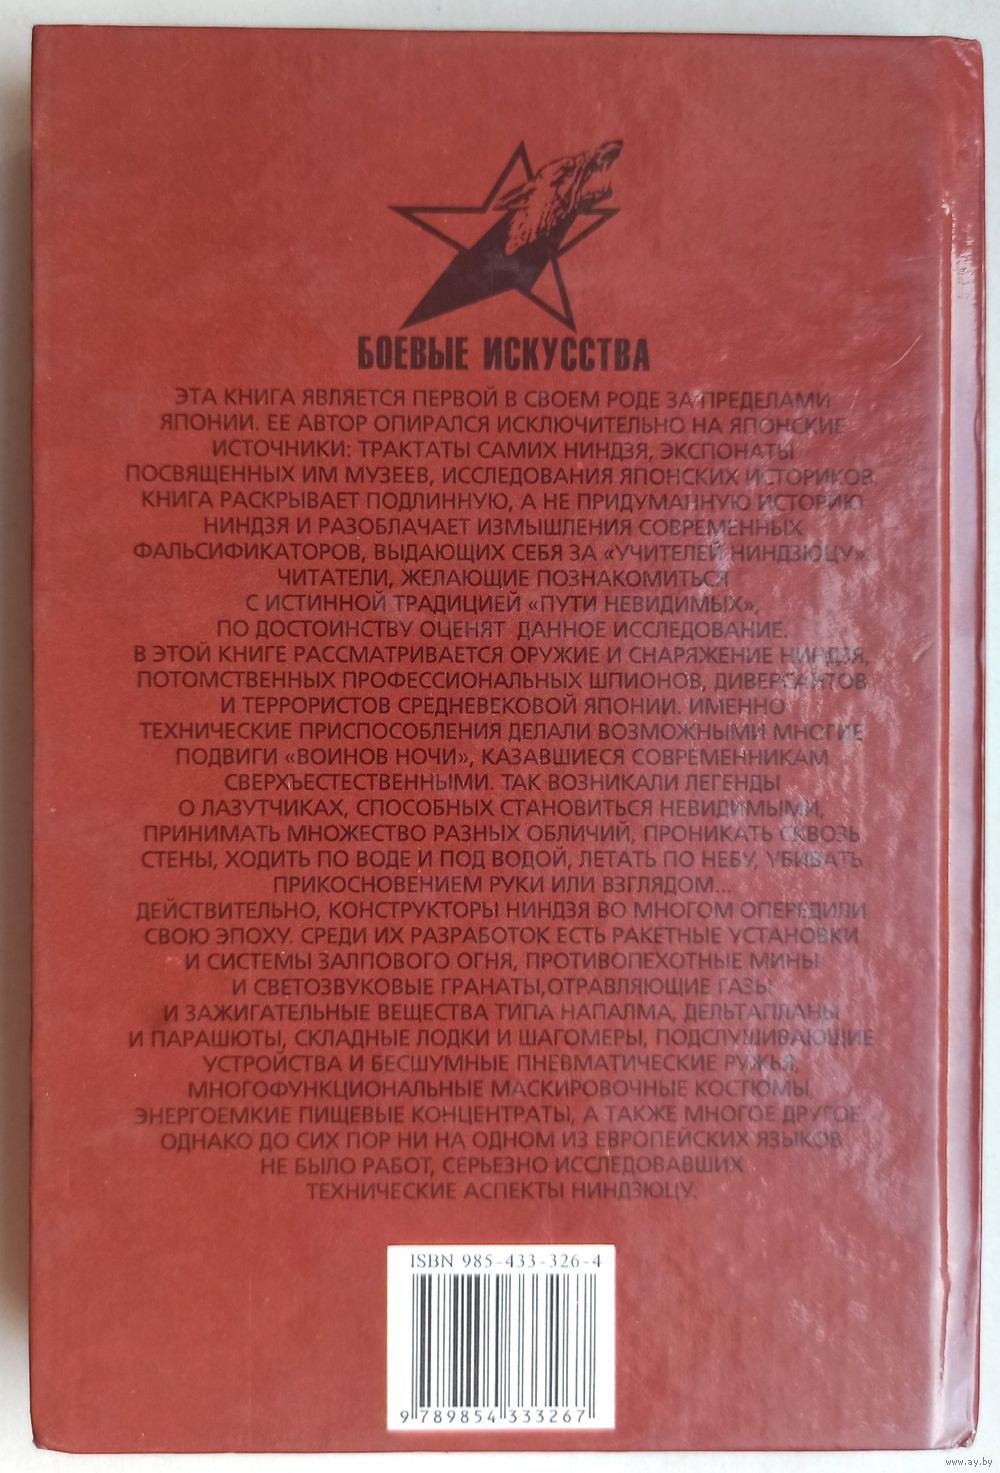 БОЕВЫЕ ИСКУССТВА
ЭТА КНИГА ЯВЛЯЕТСЯ ПЕРВОЙ В СВОЕМ РОДЕ ЗА ПРЕДЕЛАМИ
ЯПОНИИ. ЕЕ АВТОР ОПИРАЛСЯ ИСКЛЮЧИТЕЛЬНО НА ЯПОНСКИЕ
ИСТОЧНИКИ: ТРАКТАТЫ САМИХ НИНДЗЯ, ЭКСПОНАТЫ
ПОСВЯЩЕННЫХ ИМ МУЗЕЕВ, ИССЛЕДОВАНИЯ ЯПОНСКИХ ИСТОРИКОВ
КНИГА РАСКРЫВАЕТ ПОДЛИННУЮ, А НЕ ПРИДУМАННУЮ ИСТОРИЮ
НИНДЗЯ И РАЗОБЛАЧАЕТ ИЗМЫШЛЕНИЯ СОВРЕМЕННЫХ
ФАЛЬСИФИКАТОРОВ, ВЫДАЮЩИХ СЕБЯ ЗА «УЧИТЕЛЕЙ НИНДЗЮЦУ».
ЧИТАТЕЛИ, ЖЕЛАЮЩИЕ ПОЗНАКОМИТЬСЯ
С ИСТИННОЙ ТРАДИЦИЕЙ «ПУТИ НЕВИДИМЫХ»,
ПО ДОСТОИНСТВУ ОЦЕНЯТ ДАННОЕ ИССЛЕДОВАНИЕ.
В ЭТОЙ КНИГЕ РАССМАТРИВАЕТСЯ ОРУЖИЕ И СНАРЯЖЕНИЕ НИНДЗЯ,
ПОТОМСТВЕННЫХ ПРОФЕССИОНАЛЬНЫХ ШПИОНОВ, ДИВЕРСАНТОВ
И ТЕРРОРИСТОВ СРЕДНЕВЕКОВОЙ ЯПОНИИ. ИМЕННО
ТЕХНИЧЕСКИЕ ПРИСПОСОБЛЕНИЯ ДЕЛАЛИ ВОЗМОЖНЫМИ МНОГИЕ
ПОДВИГИ «ВОИНОВ НОЧИ», КАЗАВШИЕСЯ СОВРЕМЕННИКАМ
СВЕРХЪЕСТЕСТВЕННЫМИ. ТАК ВОЗНИКАЛИ ЛЕГЕНДЫ
О ЛАЗУТЧИКАХ, СПОСОБНЫХ СТАНОВИТЬСЯ НЕВИДИМЫМИ,
ПРИНИМАТЬ МНОЖЕСТВО РАЗНЫХ ОБЛИЧИЙ, ПРОНИКАТЬ СКВОЗЬ
СТЕНЫ, ХОДИТЬ ПО ВОДЕ И ПОД ВОДОЙ, ЛЕТАТЬ ПО НЕБУ, УБИВАТЬ
ПРИКОСНОВЕНИЕМ РУКИ ИЛИ ВЗГЛЯДОМ...
ДЕЙСТВИТЕЛЬНО, КОНСТРУКТОРЫ НИНДЗЯ ВО МНОГОМ ОПЕРЕДИЛИ
СВОЮ ЭПОХУ. СРЕДИ ИХ РАЗРАБОТОК ЕСТЬ РАКЕТНЫЕ УСТАНОВКИ
И СИСТЕМЫ ЗАЛПОВОГО ОГНЯ, ПРОТИВОПЕХОТНЫЕ МИНЫ
И СВЕТОЗВУКОВЫЕ ГРАНАТЫ,ОТРАВЛЯЮЩИЕ ГАЗЫ
И ЗАЖИГАТЕЛЬНЫЕ ВЕЩЕСТВА ТИПА НАПАЛМА, ДЕЛЬТАПЛАНЫ
И ПАРАШЮТЫ, СКЛАДНЫЕ ЛОДКИ И ШАГОМЕРЫ, ПОДСЛУШИВАЮЩИЕ
УСТРОЙСТВА И БЕСШУМНЫЕ ПНЕВМАТИЧЕСКИЕ РУЖЬЯ,
МНОГОФУНКЦИОНАЛЬНЫЕ МАСКИРОВОЧНЫЕ КОСТЮМЫ,
ЭНЕРГОЕМКИЕ ПИЩЕВЫЕ КОНЦЕНТРАТЫ, А ТАКЖЕ МНОГОЕ ДРУГОЕ.
ОДНАКО ДО СИХ ПОР НИ НА ОДНОМ ИЗ ЕВРОПЕЙСКИХ ЯЗЫКОВ
НЕ БЫЛО РАБОТ, СЕРЬЕЗНО ИССЛЕДОВАВШИХ
ТЕХНИЧЕСКИЕ АСПЕКТЫ НИНДЗЮЦУ.
ISBN 985-433-326-4
9 789854 333267
www.ay.by